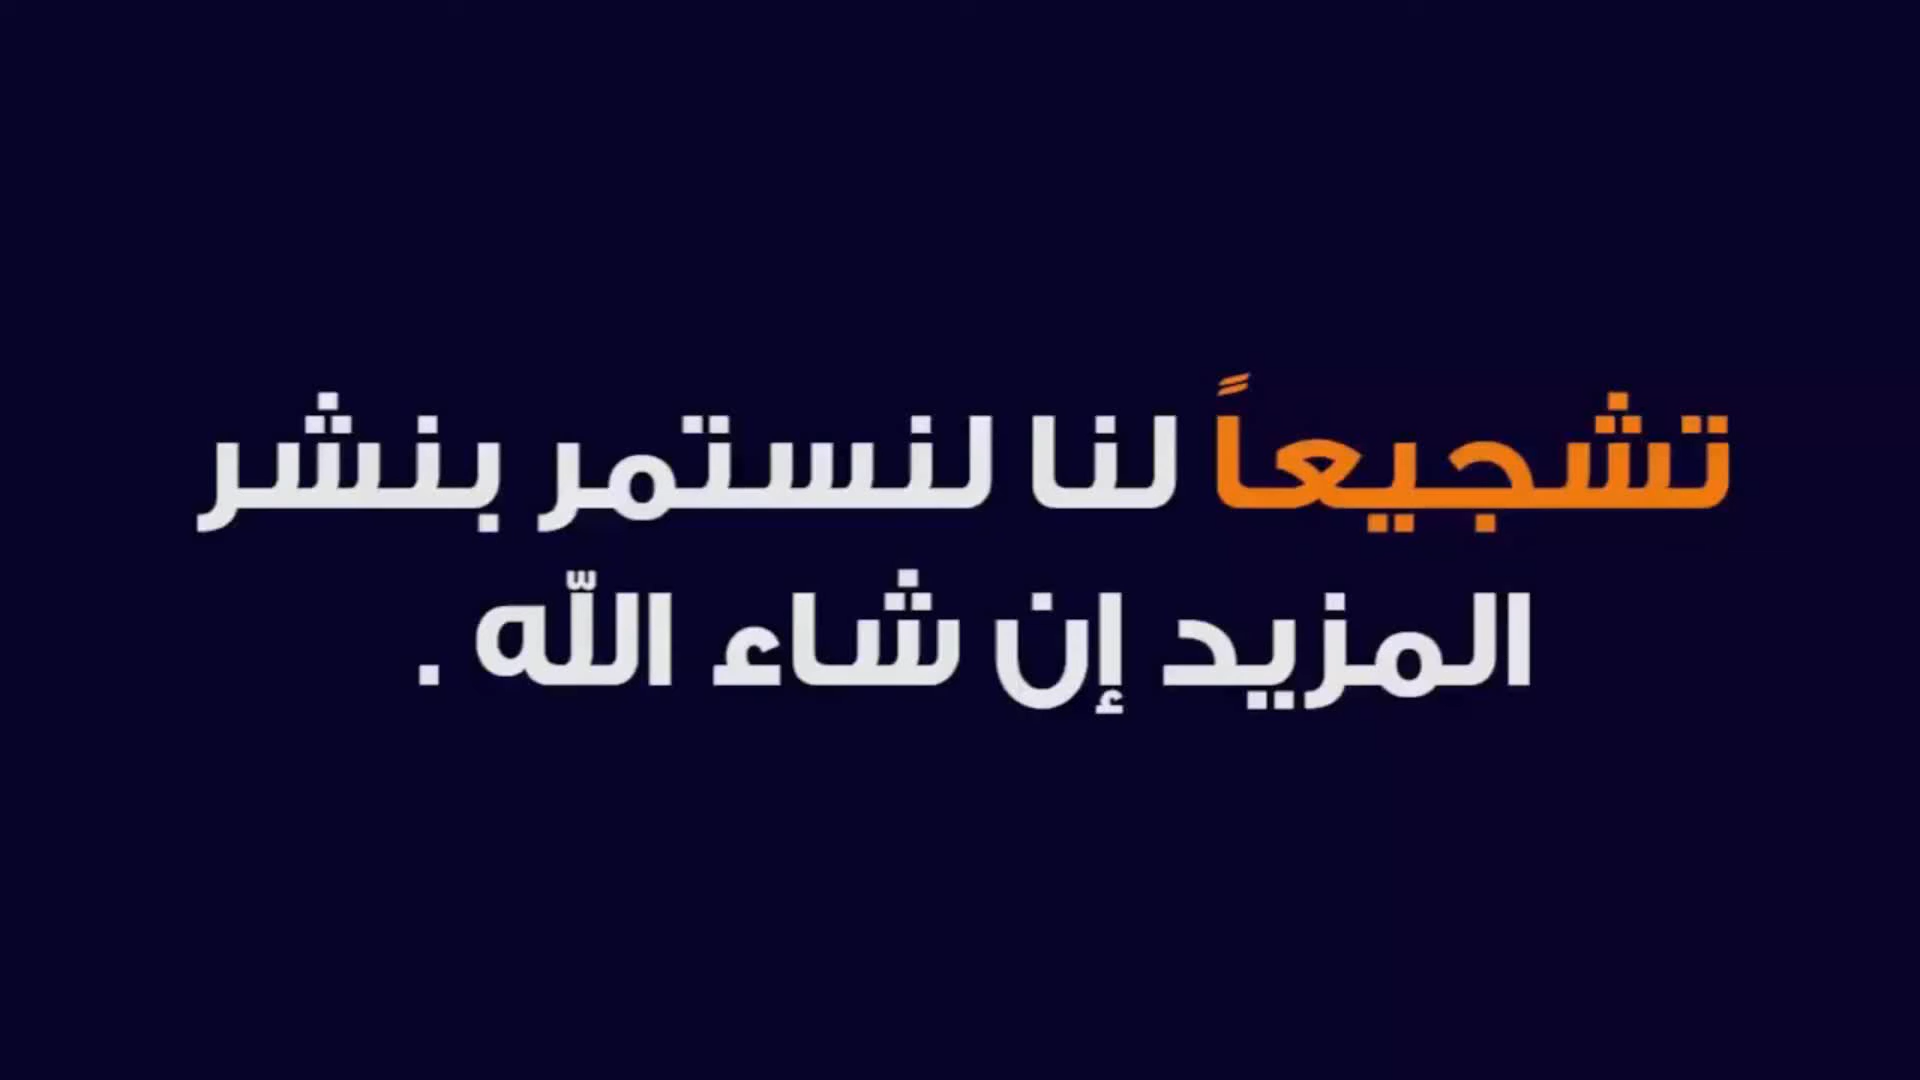 تشجيعاً لنا لنستمر بنشر
المزيد إن شاء اللّه .